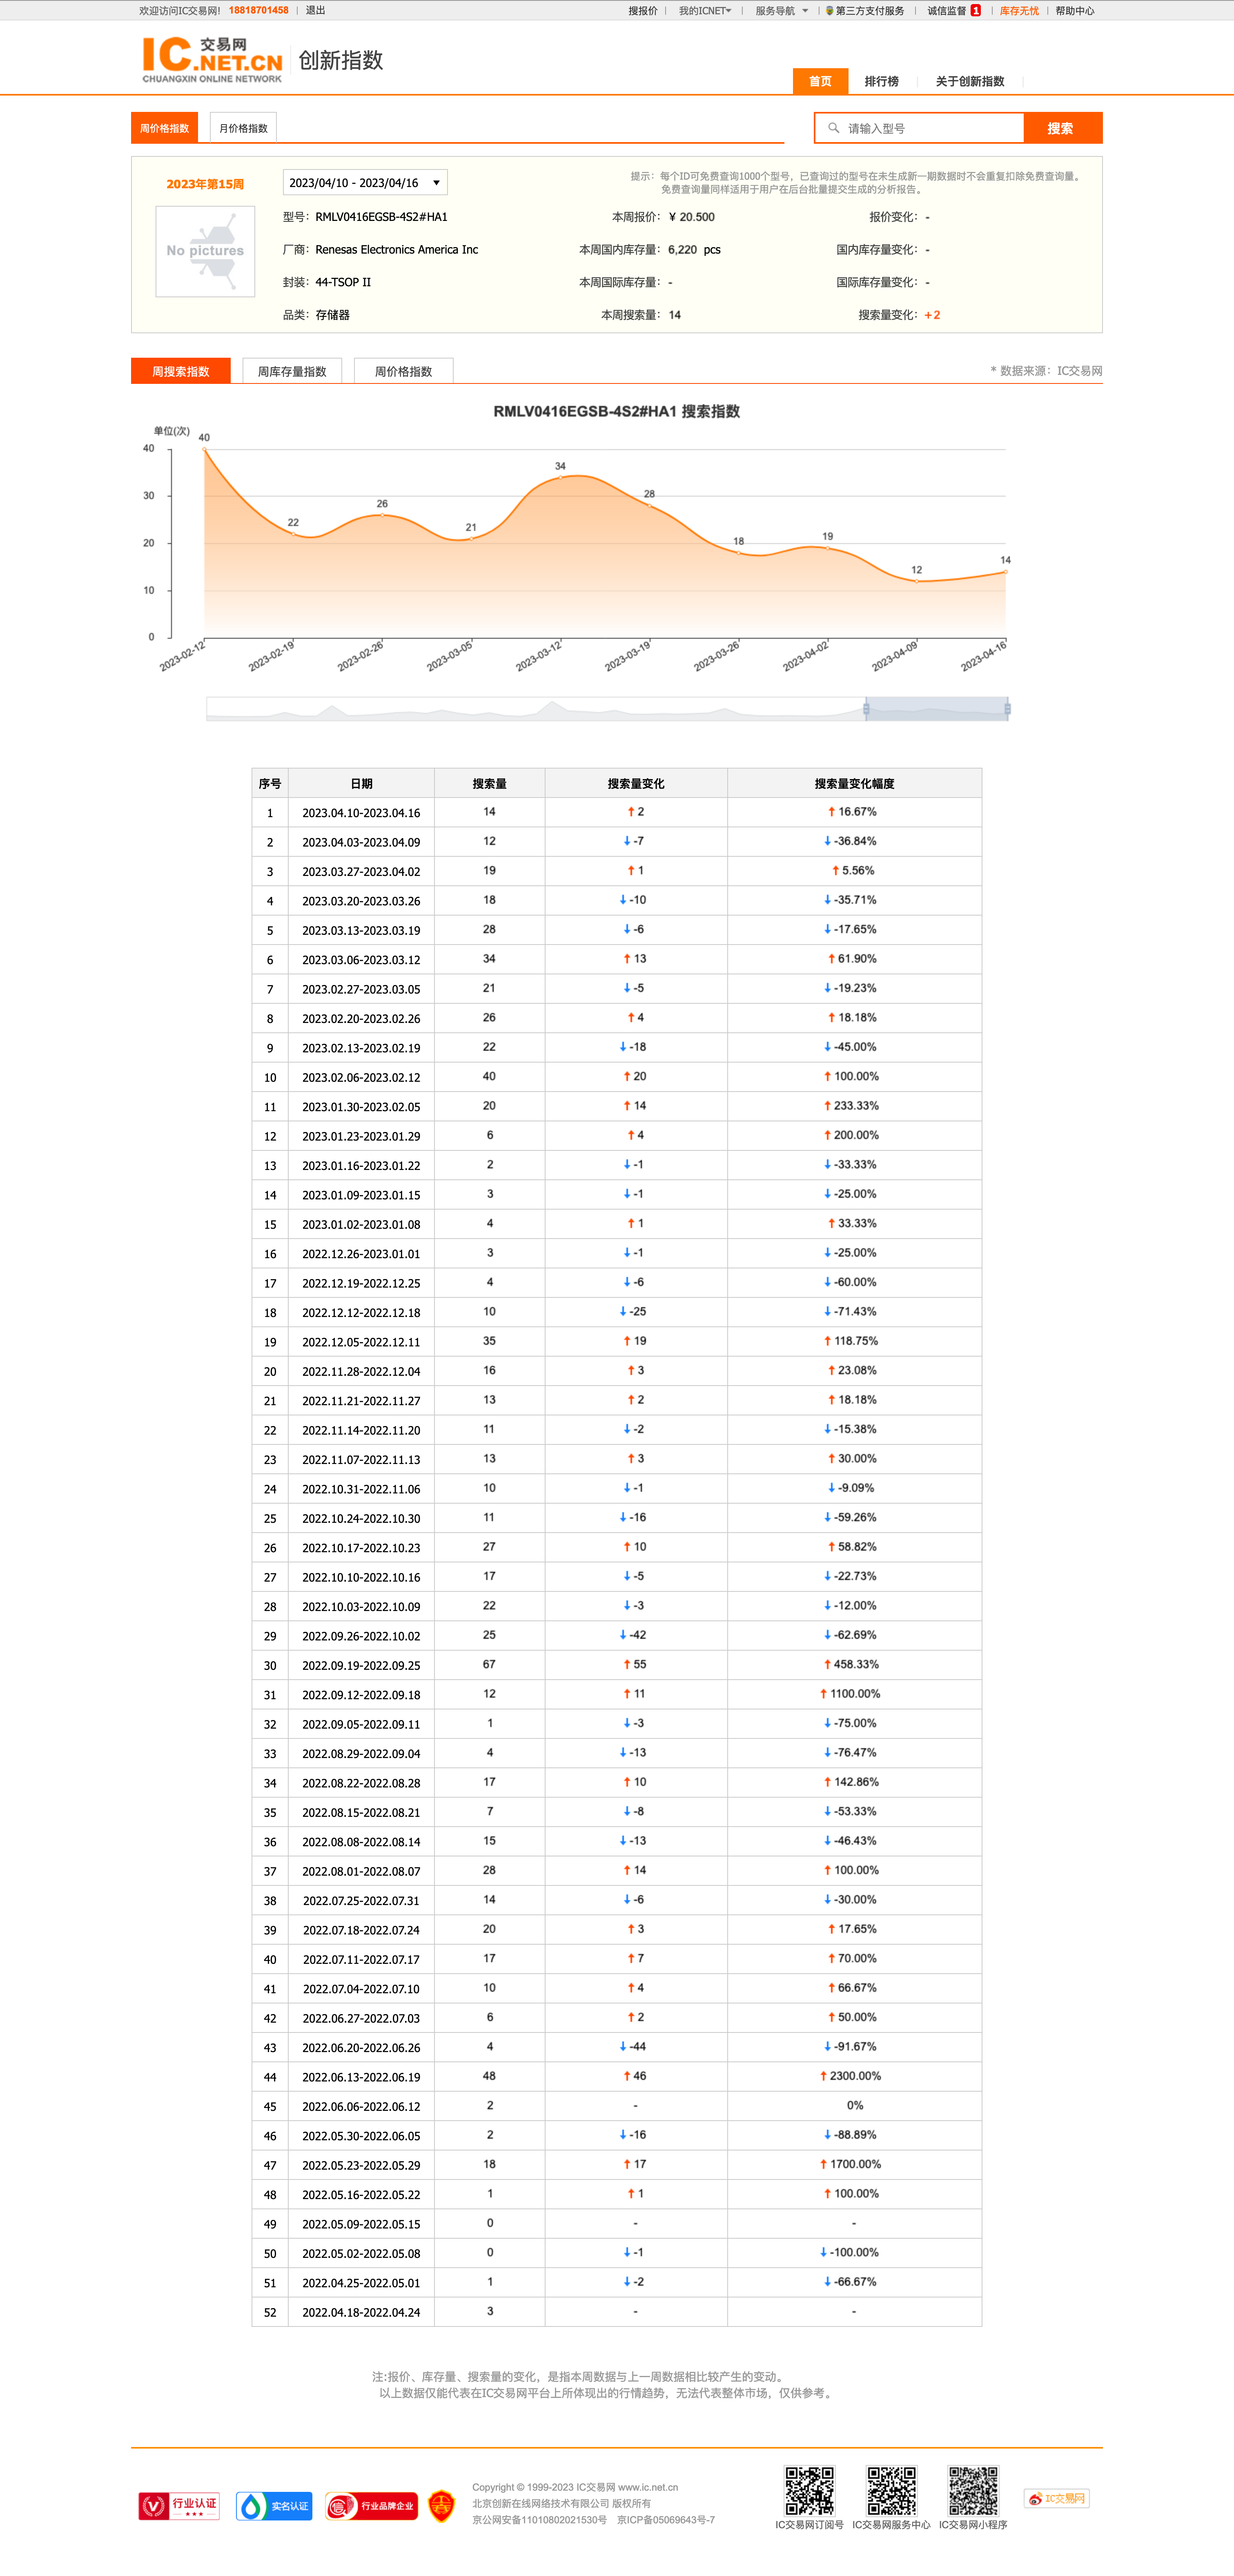 欢迎访问IC交易网! 18818701458 | 退出 搜报价 | 我的ICNET | 服务导航 | 第三方支付服务 | 诚信监督 1 | 库存无忧 | 帮助中心
IC 交易网 .NET.CN
CHUANGXIN ONLINE NETWORK
创新指数
首页 排行榜 关于创新指数
周价格指数 月价格指数 请输入型号 搜索
2023年第15周 2023/04/10 - 2023/04/16
提示：每个ID可免费查询1000个型号，已查询过的型号在未生成新一期数据时不会重复扣除免费查询量。
免费查询量同样适用于用户在后台批量提交生成的分析报告。
No pictures
型号：RMLV0416EGSB-4S2#HA1 本周报价：¥ 20.500 报价变化：-
厂商：Renesas Electronics America Inc 本周国内库存量：6,220 pcs 国内库存量变化：-
封装：44-TSOP II 本周国际库存量：- 国际库存量变化：-
品类：存储器 本周搜索量：14 搜索量变化：+2
周搜索指数 周库存量指数 周价格指数 * 数据来源：IC交易网
RMLV0416EGSB-4S2#HA1 搜索指数
单位(次)
40
30
20
10
0
40 22 26 21 34 28 18 19 12 14
2023-02-12 2023-02-19 2023-02-26 2023-03-05 2023-03-12 2023-03-19 2023-03-26 2023-04-02 2023-04-09 2023-04-16
序号 日期 搜索量 搜索量变化 搜索量变化幅度
1 2023.04.10-2023.04.16 14 ↑ 2 ↑ 16.67%
2 2023.04.03-2023.04.09 12 ↓ -7 ↓ -36.84%
3 2023.03.27-2023.04.02 19 ↑ 1 ↑ 5.56%
4 2023.03.20-2023.03.26 18 ↓ -10 ↓ -35.71%
5 2023.03.13-2023.03.19 28 ↓ -6 ↓ -17.65%
6 2023.03.06-2023.03.12 34 ↑ 13 ↑ 61.90%
7 2023.02.27-2023.03.05 21 ↓ -5 ↓ -19.23%
8 2023.02.20-2023.02.26 26 ↑ 4 ↑ 18.18%
9 2023.02.13-2023.02.19 22 ↓ -18 ↓ -45.00%
10 2023.02.06-2023.02.12 40 ↑ 20 ↑ 100.00%
11 2023.01.30-2023.02.05 20 ↑ 14 ↑ 233.33%
12 2023.01.23-2023.01.29 6 ↑ 4 ↑ 200.00%
13 2023.01.16-2023.01.22 2 ↓ -1 ↓ -33.33%
14 2023.01.09-2023.01.15 3 ↓ -1 ↓ -25.00%
15 2023.01.02-2023.01.08 4 ↑ 1 ↑ 33.33%
16 2022.12.26-2023.01.01 3 ↓ -1 ↓ -25.00%
17 2022.12.19-2022.12.25 4 ↓ -6 ↓ -60.00%
18 2022.12.12-2022.12.18 10 ↓ -25 ↓ -71.43%
19 2022.12.05-2022.12.11 35 ↑ 19 ↑ 118.75%
20 2022.11.28-2022.12.04 16 ↑ 3 ↑ 23.08%
21 2022.11.21-2022.11.27 13 ↑ 2 ↑ 18.18%
22 2022.11.14-2022.11.20 11 ↓ -2 ↓ -15.38%
23 2022.11.07-2022.11.13 13 ↑ 3 ↑ 30.00%
24 2022.10.31-2022.11.06 10 ↓ -1 ↓ -9.09%
25 2022.10.24-2022.10.30 11 ↓ -16 ↓ -59.26%
26 2022.10.17-2022.10.23 27 ↑ 10 ↑ 58.82%
27 2022.10.10-2022.10.16 17 ↓ -5 ↓ -22.73%
28 2022.10.03-2022.10.09 22 ↓ -3 ↓ -12.00%
29 2022.09.26-2022.10.02 25 ↓ -42 ↓ -62.69%
30 2022.09.19-2022.09.25 67 ↑ 55 ↑ 458.33%
31 2022.09.12-2022.09.18 12 ↑ 11 ↑ 1100.00%
32 2022.09.05-2022.09.11 1 ↓ -3 ↓ -75.00%
33 2022.08.29-2022.09.04 4 ↓ -13 ↓ -76.47%
34 2022.08.22-2022.08.28 17 ↑ 10 ↑ 142.86%
35 2022.08.15-2022.08.21 7 ↓ -8 ↓ -53.33%
36 2022.08.08-2022.08.14 15 ↓ -13 ↓ -46.43%
37 2022.08.01-2022.08.07 28 ↑ 14 ↑ 100.00%
38 2022.07.25-2022.07.31 14 ↓ -6 ↓ -30.00%
39 2022.07.18-2022.07.24 20 ↑ 3 ↑ 17.65%
40 2022.07.11-2022.07.17 17 ↑ 7 ↑ 70.00%
41 2022.07.04-2022.07.10 10 ↑ 4 ↑ 66.67%
42 2022.06.27-2022.07.03 6 ↑ 2 ↑ 50.00%
43 2022.06.20-2022.06.26 4 ↓ -44 ↓ -91.67%
44 2022.06.13-2022.06.19 48 ↑ 46 ↑ 2300.00%
45 2022.06.06-2022.06.12 2 - 0%
46 2022.05.30-2022.06.05 2 ↓ -16 ↓ -88.89%
47 2022.05.23-2022.05.29 18 ↑ 17 ↑ 1700.00%
48 2022.05.16-2022.05.22 1 ↑ 1 ↑ 100.00%
49 2022.05.09-2022.05.15 0 - -
50 2022.05.02-2022.05.08 0 ↓ -1 ↓ -100.00%
51 2022.04.25-2022.05.01 1 ↓ -2 ↓ -66.67%
52 2022.04.18-2022.04.24 3 - -
注:报价、库存量、搜索量的变化，是指本周数据与上一周数据相比较产生的变动。
以上数据仅能代表在IC交易网平台上所体现出的行情趋势，无法代表整体市场，仅供参考。
行业认证 实名认证 信 行业品牌企业
Copyright © 1999-2023 IC交易网 www.ic.net.cn
北京创新在线网络技术有限公司 版权所有
京公网安备11010802021530号 京ICP备05069643号-7
IC交易网订阅号 IC交易网服务中心 IC交易网小程序
IC交易网